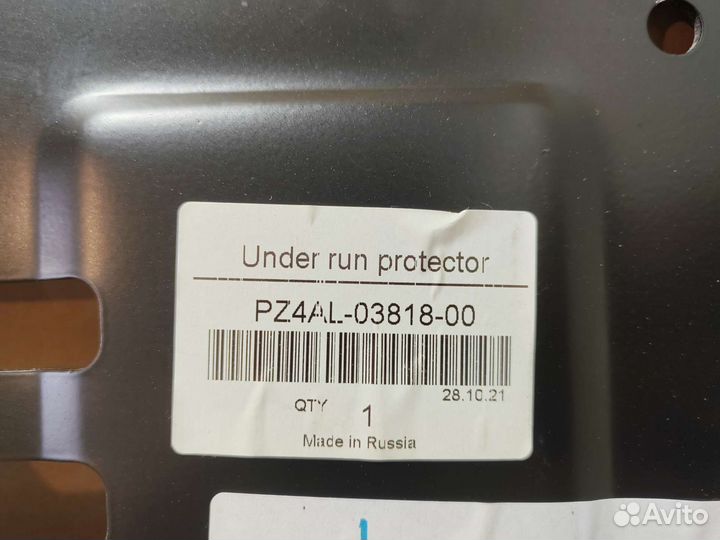 Under run protector
PZ4AL-03818-00
28.10.21
QTY 1
Made in Russia
Avito